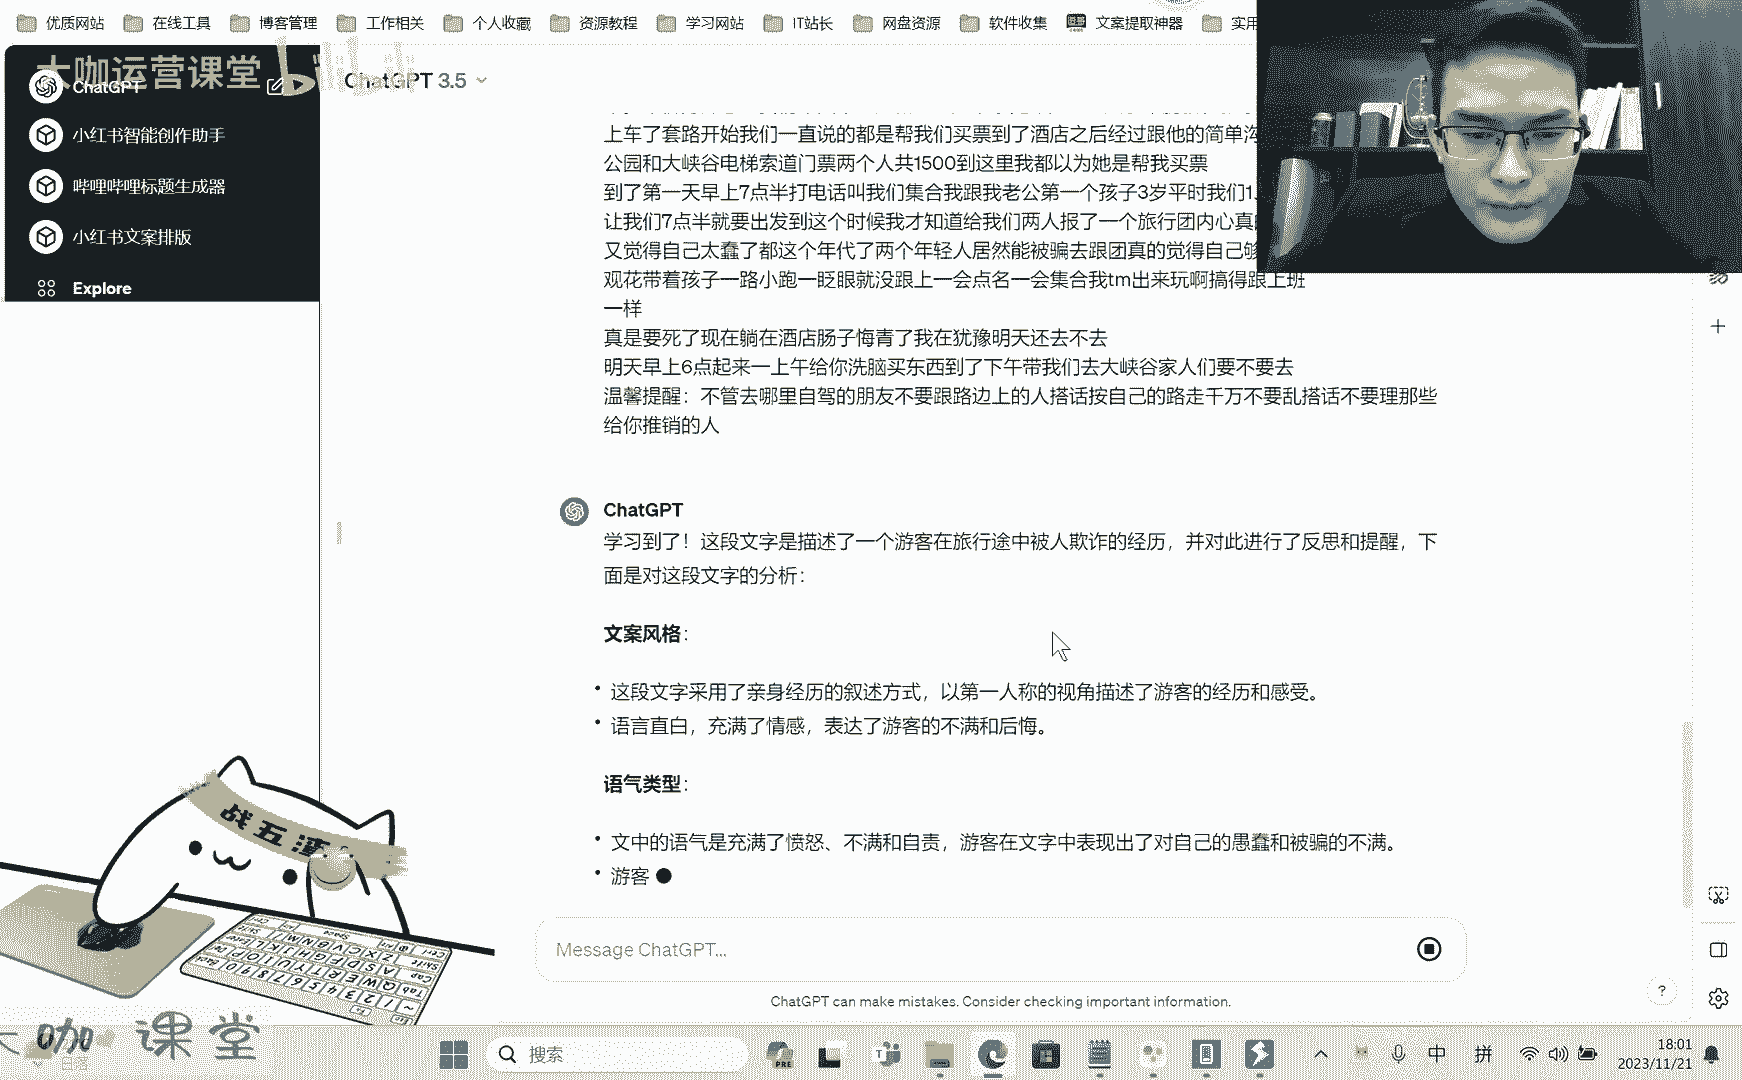 优质网站 在线工具 博客管理 工作相关 个人收藏 资源教程 学习网站 IT站长 网盘资源 软件收集 文案提取神器 实用
大咖运营课堂 bilibili
ChatGPT
ChatGPT 3.5
小红书智能创作助手
哔哩哔哩标题生成器
小红书文案排版
Explore
上车了套路开始我们一直说的都是帮我们买票到了酒店之后经过跟他的简单沟
公园和大峡谷电梯索道门票两个人共1500到这里我都以为她是帮我买票
到了第一天早上7点半打电话叫我们集合我跟我老公第一个孩子3岁平时我们1
让我们7点半就要出发到这个时候我才知道给我们两人报了一个旅行团内心真
又觉得自己太蠢了都这个年代了两个年轻人居然能被骗去跟团真的觉得自己够
观花带着孩子一路小跑一眨眼就没跟上一会点名一会集合我tm出来玩啊搞得跟上班
一样
真是要死了现在躺在酒店肠子悔青了我在犹豫明天还去不去
明天早上6点起来一上午给你洗脑买东西到了下午带我们去大峡谷家人们要不要去
温馨提醒：不管去哪里自驾的朋友不要跟路边上的人搭话按自己的路走千万不要乱搭话不要理那些
给你推销的人
ChatGPT
学习到了！这段文字是描述了一个游客在旅行途中被人欺诈的经历，并对此进行了反思和提醒，下
面是对这段文字的分析：
文案风格：
• 这段文字采用了亲身经历的叙述方式，以第一人称的视角描述了游客的经历和感受。
• 语言直白，充满了情感，表达了游客的不满和后悔。
语气类型：
• 文中的语气是充满了愤怒、不满和自责，游客在文字中表现出了对自己的愚蠢和被骗的不满。
• 游客
战五渣
Message ChatGPT...
ChatGPT can make mistakes. Consider checking important information.
?
咖 课堂
搜索
PRE
中 拼
18:01
2023/11/21